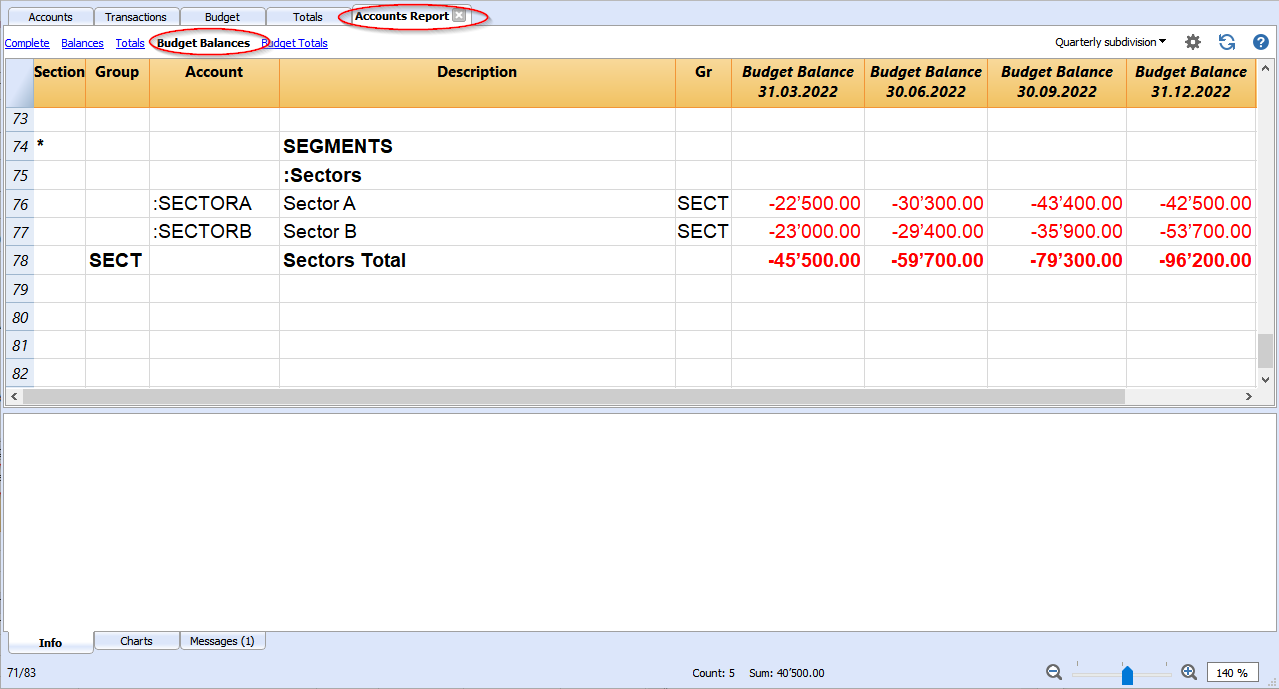 Accounts Transactions Budget Totals Accounts Report
Complete Balances Totals Budget Balances Budget Totals Quarterly subdivision
Section Group Account Description Gr Budget Balance 31.03.2022 Budget Balance 30.06.2022 Budget Balance 30.09.2022 Budget Balance 31.12.2022
73
74 * SEGMENTS
75 :Sectors
76 :SECTORA Sector A SECT -22’500.00 -30’300.00 -43’400.00 -42’500.00
77 :SECTORB Sector B SECT -23’000.00 -29’400.00 -35’900.00 -53’700.00
78 SECT Sectors Total -45’500.00 -59’700.00 -79’300.00 -96’200.00
79
80
81
82
Info Charts Messages (1)
71/83 Count: 5 Sum: 40’500.00 140 %